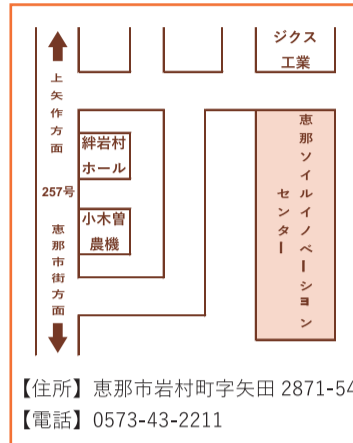 ジクス
工業
上矢作方面
絆岩村
ホール
257号
小木曽
農機
恵那市街方面
恵那ソイルイノベーション
センター
【住所】恵那市岩村町字矢田 2871-54
【電話】0573-43-2211